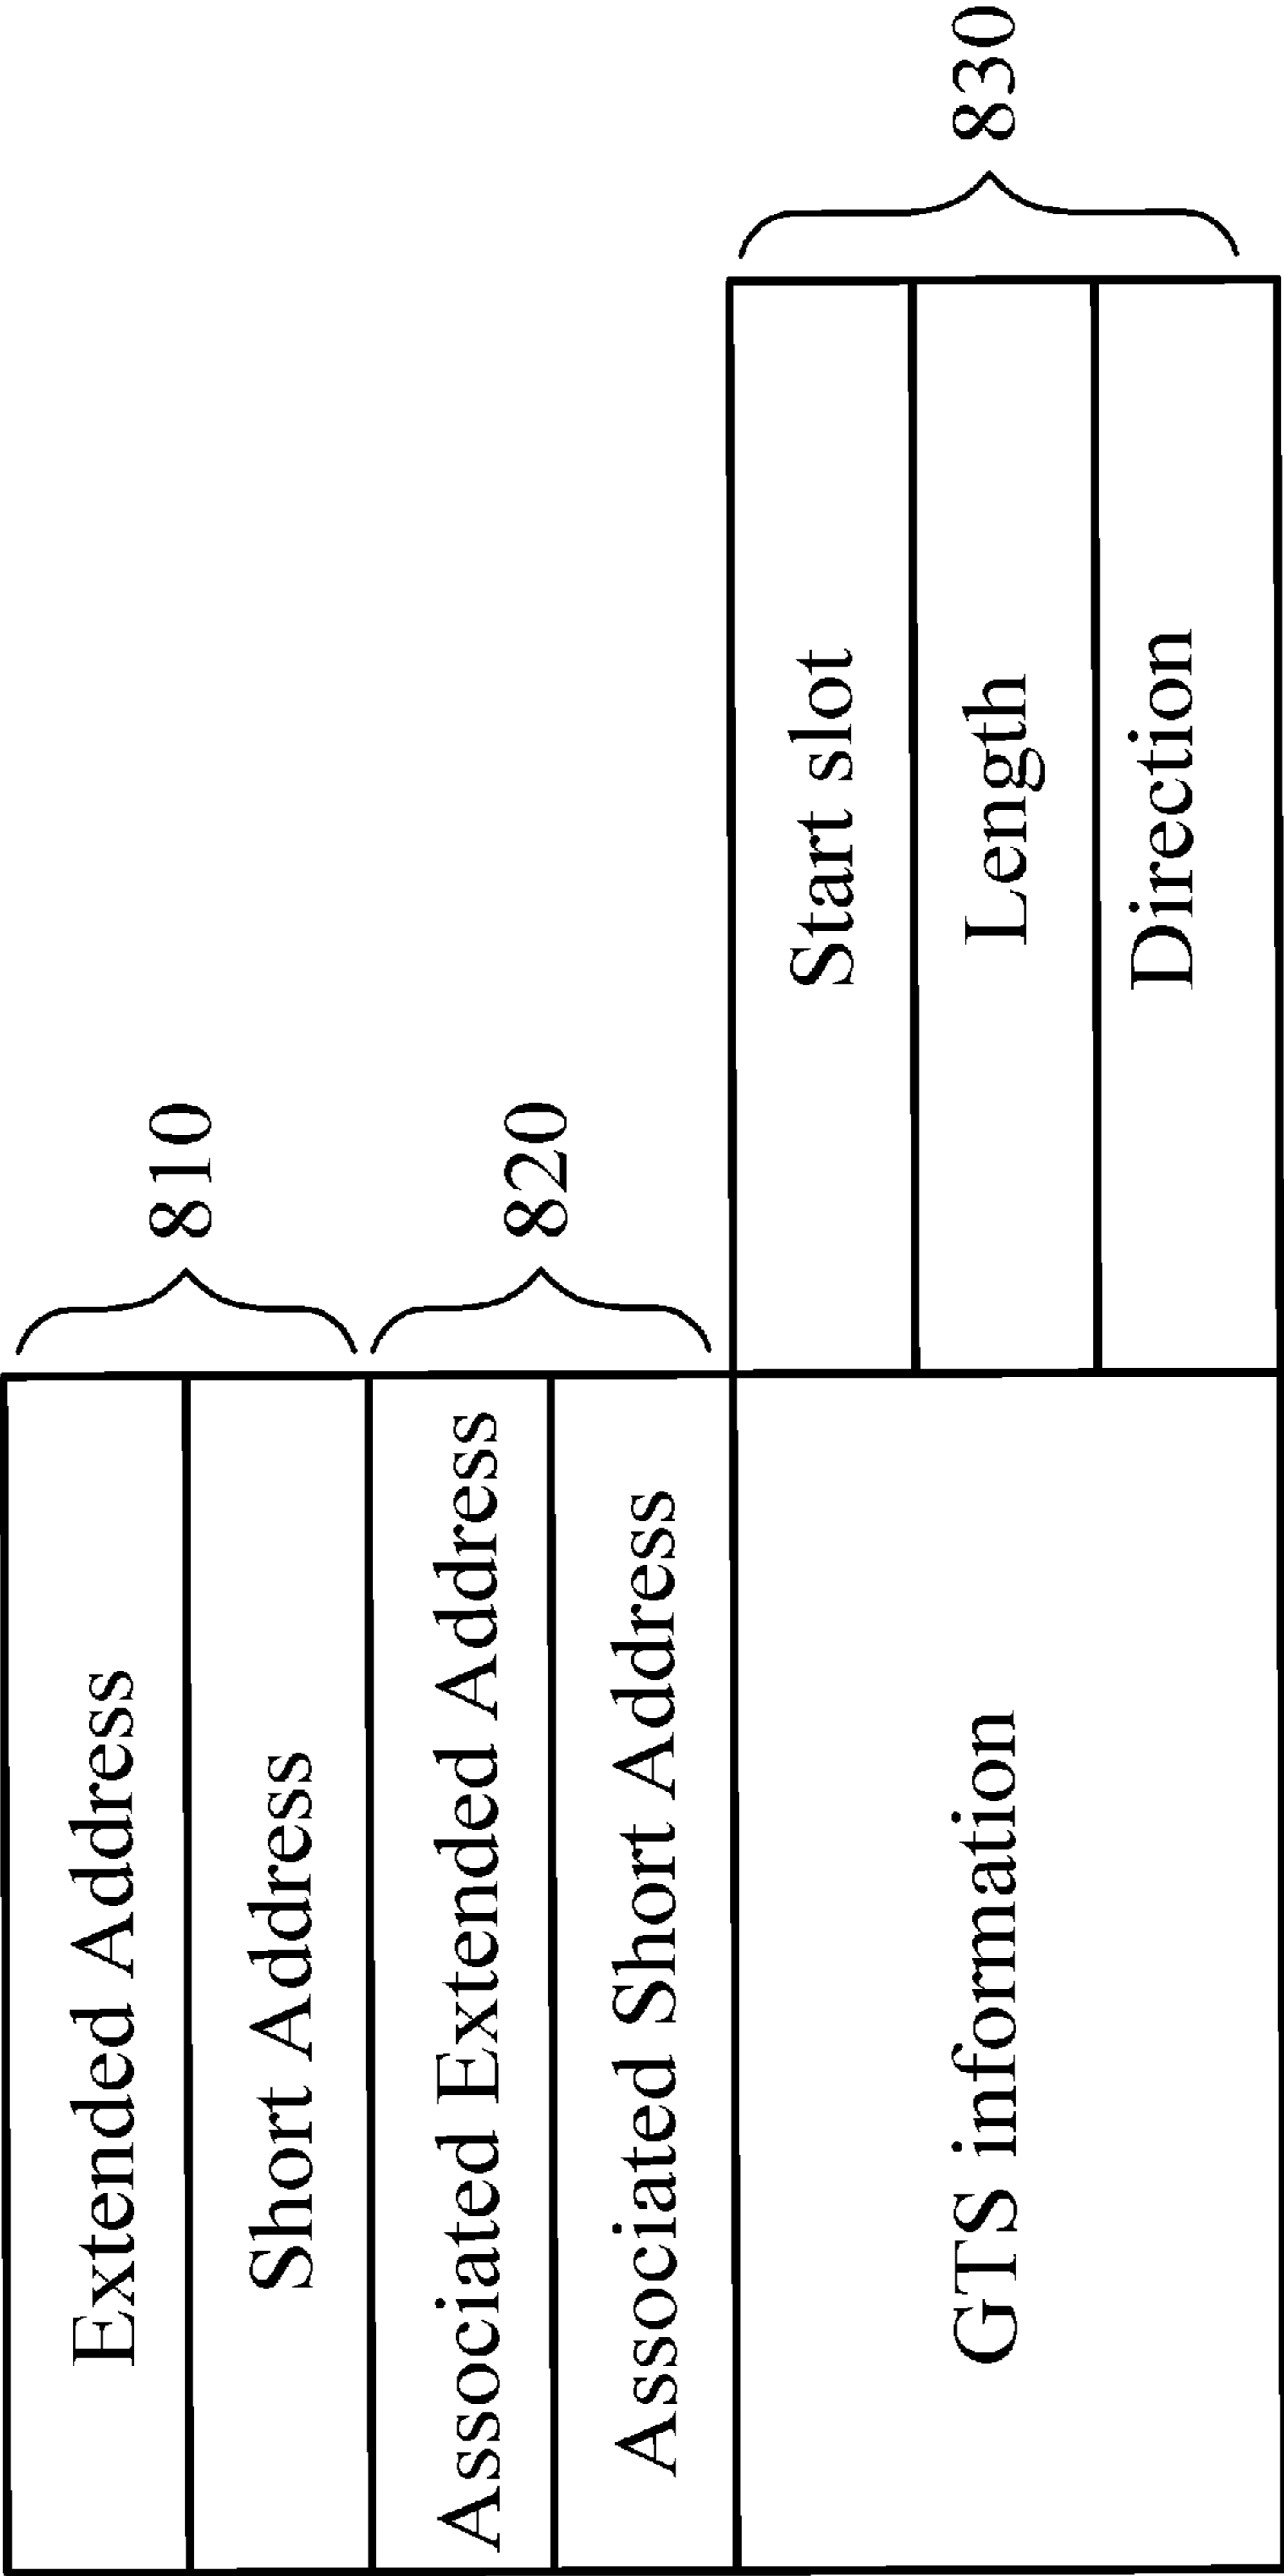 Extended Address
Short Address
810
Associated Extended Address
Associated Short Address
820
GTS information
Start slot
Length
Direction
830